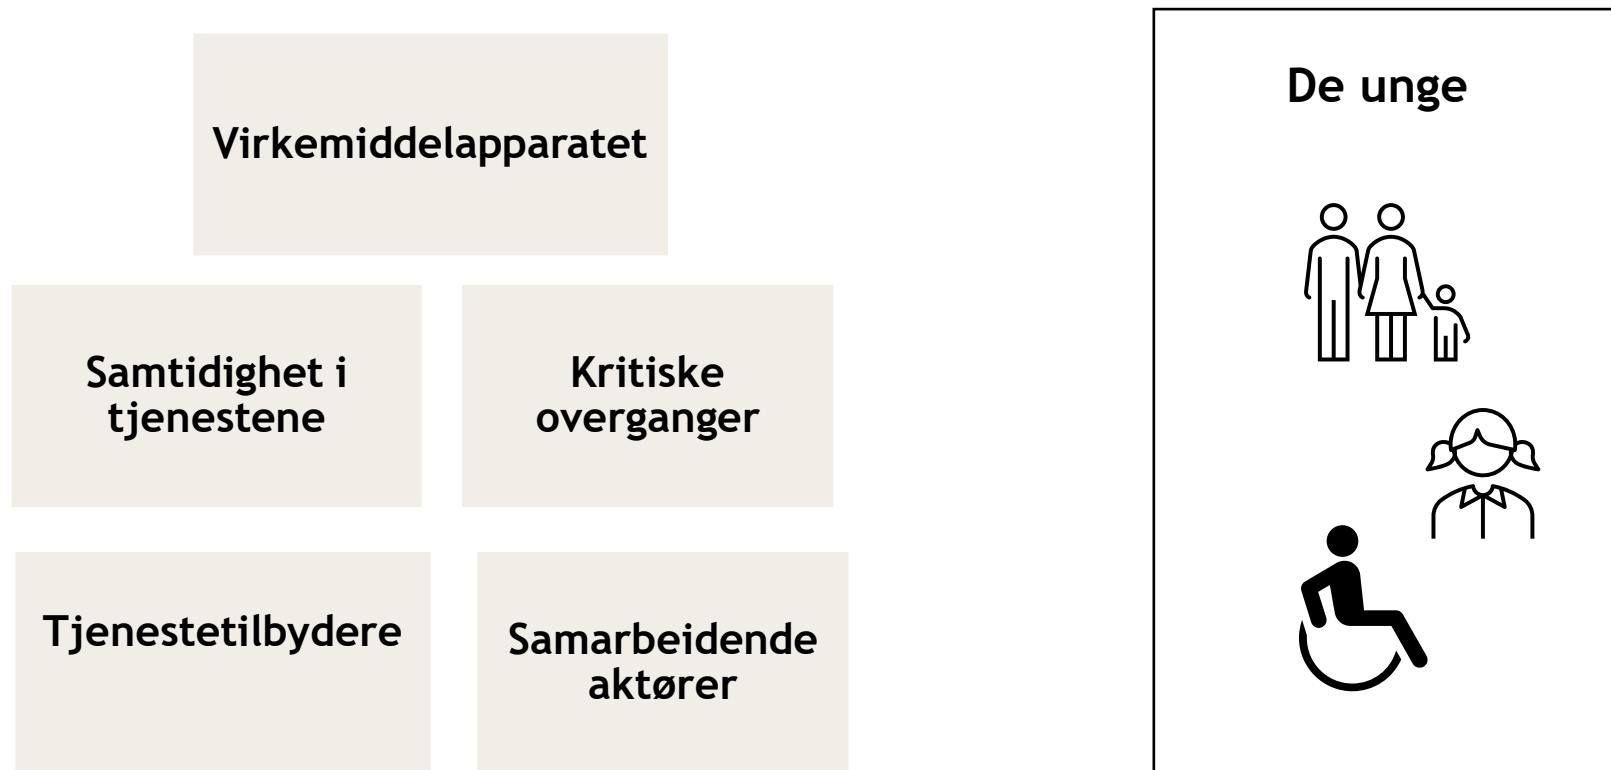 Virkemiddelapparatet
Samtidighet i
tjenestene
Kritiske
overganger
Tjenestetilbydere
Samarbeidende
aktører
De unge